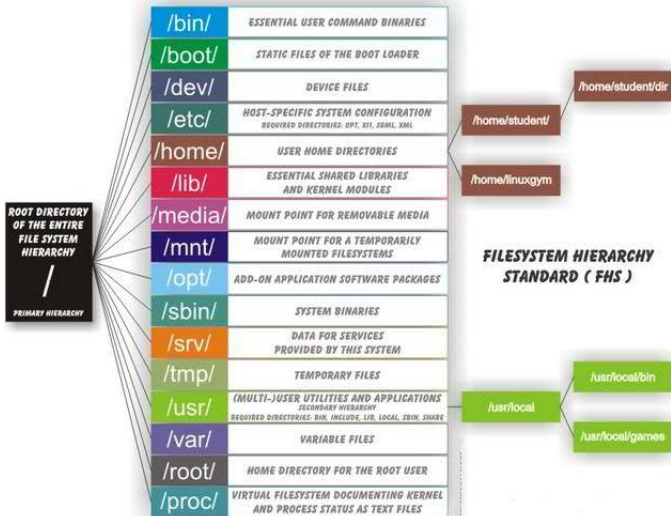 ROOT DIRECTORY
OF THE ENTIRE
FILE SYSTEM
HIERARCHY
/
PRIMARY HIERARCHY
/bin/ ESSENTIAL USER COMMAND BINARIES
/boot/ STATIC FILES OF THE BOOT LOADER
/dev/ DEVICE FILES
/etc/ HOST-SPECIFIC SYSTEM CONFIGURATION
REQUIRED DIRECTORIES: OPT, XII, SGML, XML
/home/ USER HOME DIRECTORIES
/lib/ ESSENTIAL SHARED LIBRARIES
AND KERNEL MODULES
/media/ MOUNT POINT FOR REMOVABLE MEDIA
/mnt/ MOUNT POINT FOR A TEMPORARILY
MOUNTED FILESYSTEMS
/opt/ ADD-ON APPLICATION SOFTWARE PACKAGES
/sbin/ SYSTEM BINARIES
/srv/ DATA FOR SERVICES
PROVIDED BY THIS SYSTEM
/tmp/ TEMPORARY FILES
/usr/ (MULTI-)USER UTILITIES AND APPLICATIONS
SECONDARY HIERARCHY
REQUIRED DIRECTORIES: BIN, INCLUDE, LIB, LOCAL, SBIN, SHARE
/var/ VARIABLE FILES
/root/ HOME DIRECTORY FOR THE ROOT USER
/proc/ VIRTUAL FILESYSTEM DOCUMENTING KERNEL
AND PROCESS STATUS AS TEXT FILES
/home/student/
/home/student/dir
/home/linuxgym
FILESYSTEM HIERARCHY
STANDARD ( FHS )
/usr/local
/usr/local/bin
/usr/local/games